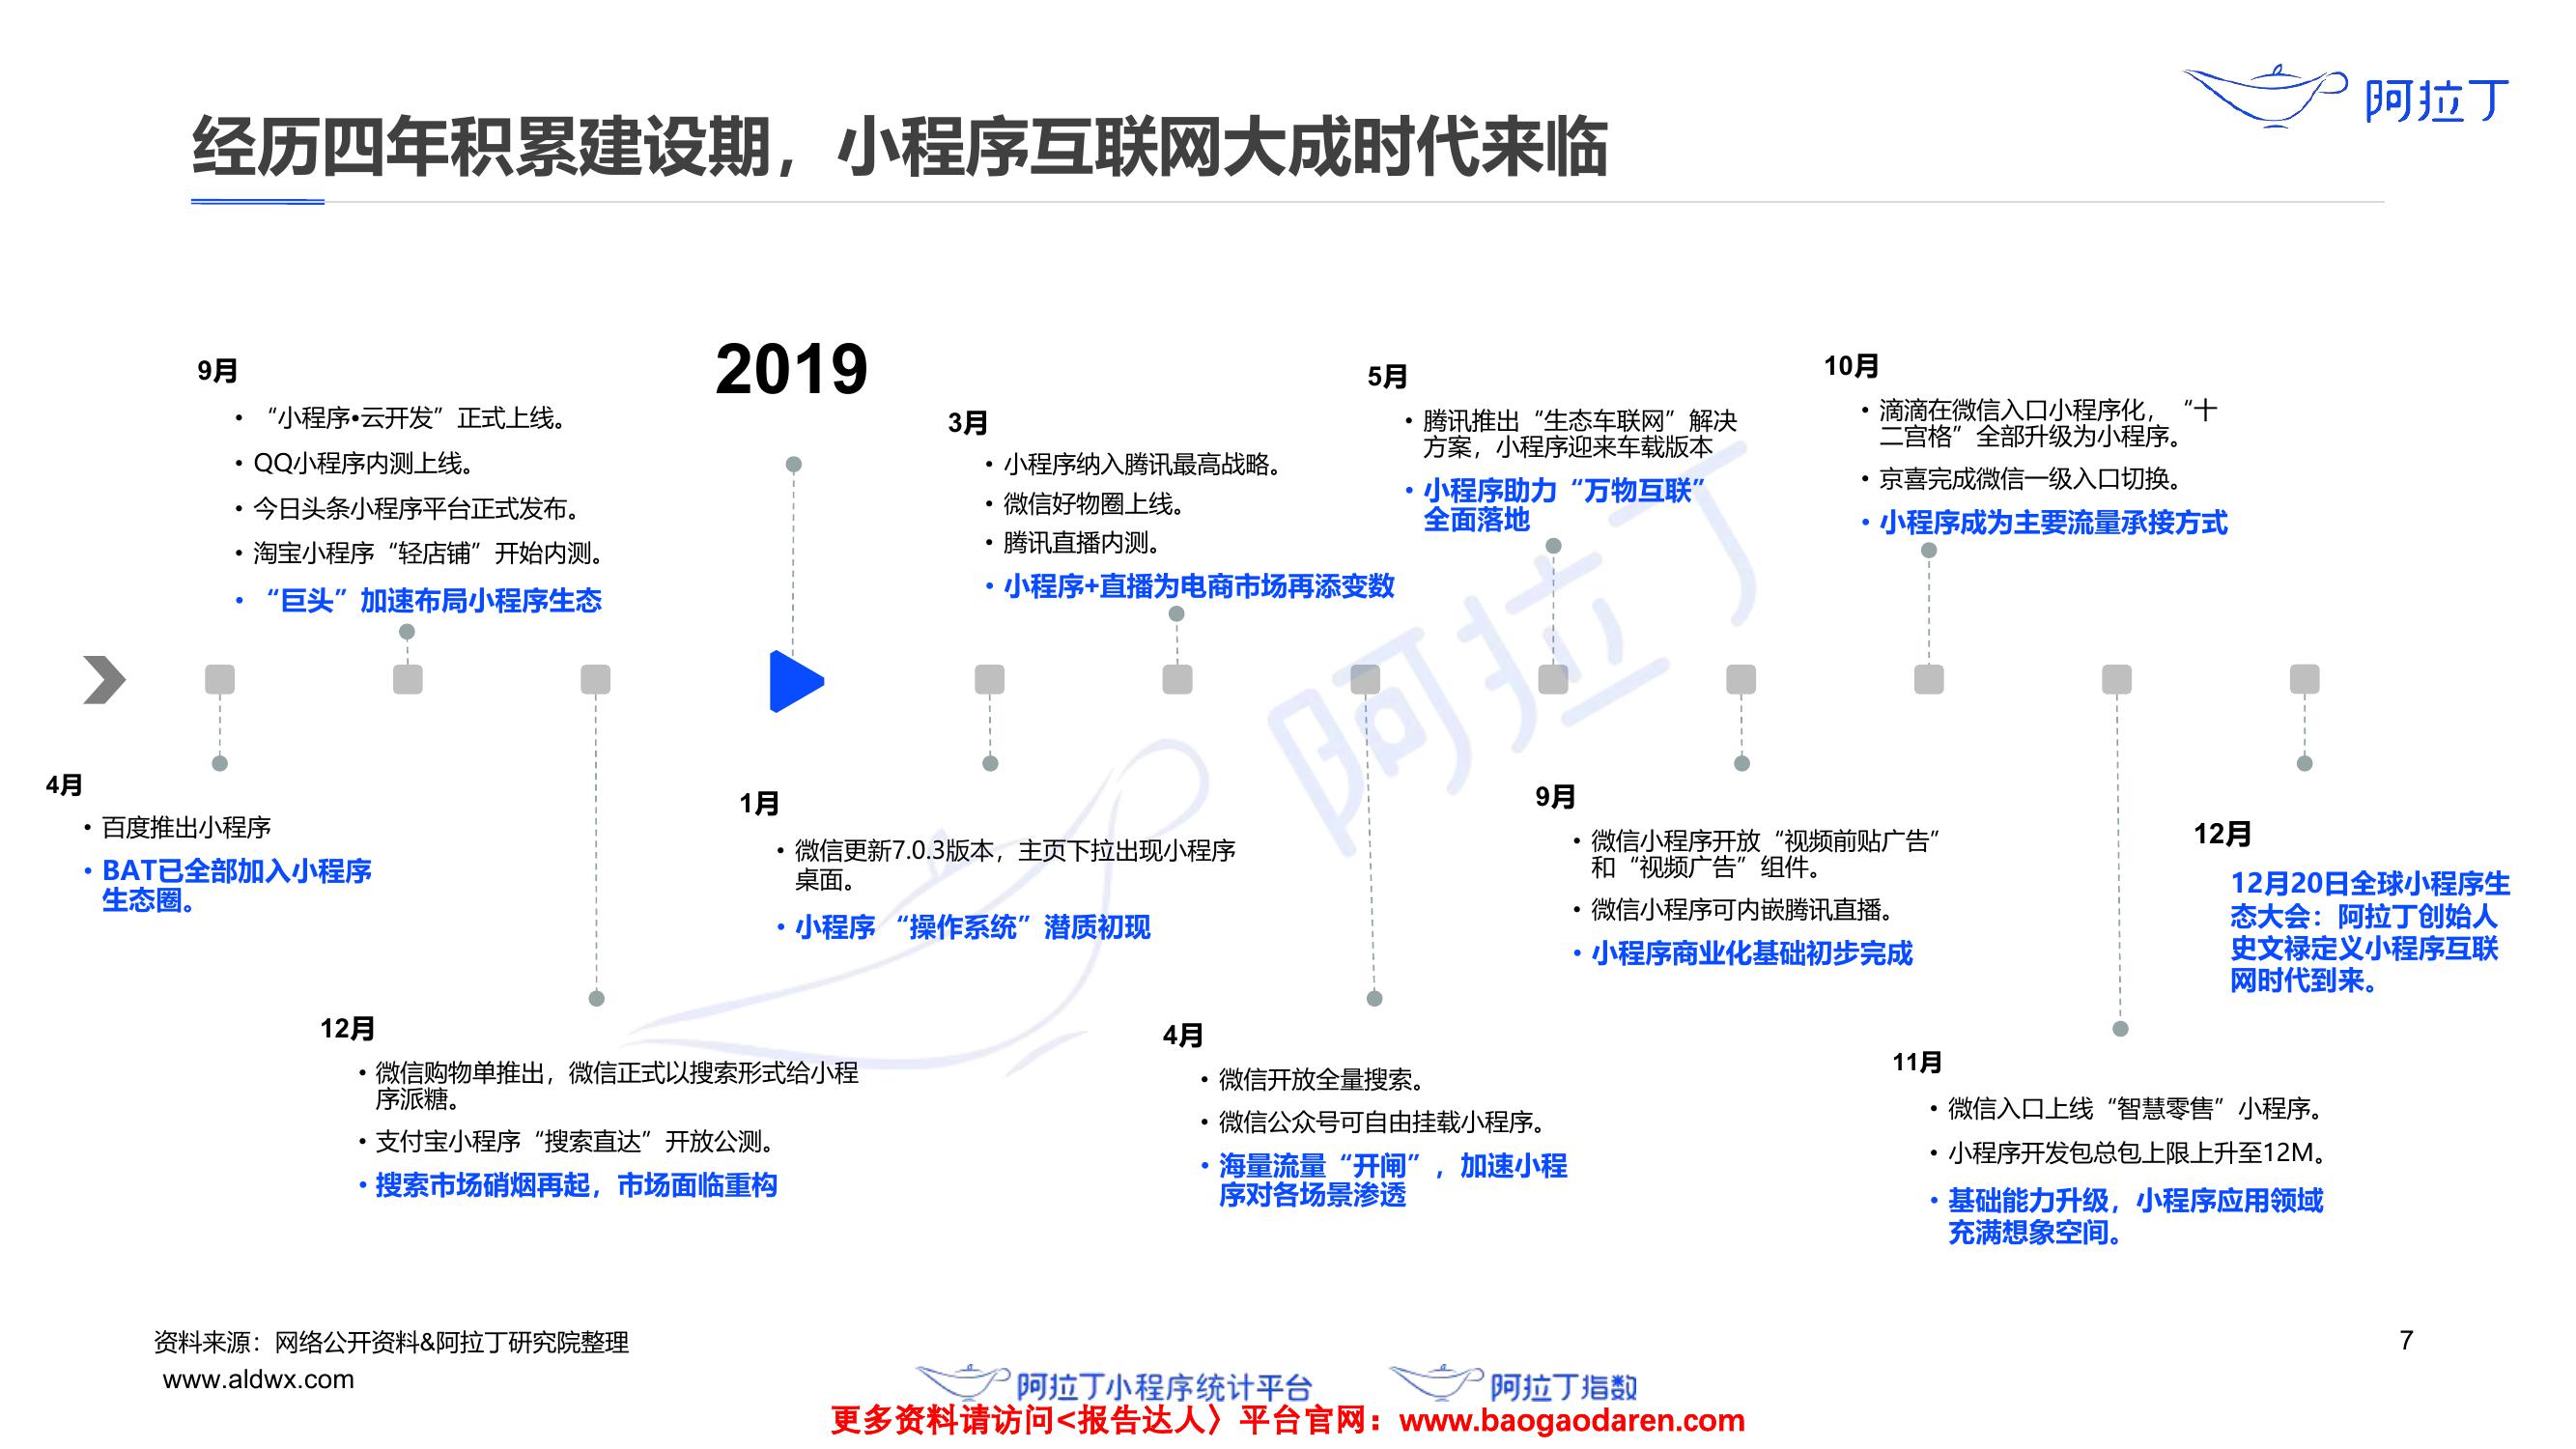 阿拉丁
经历四年积累建设期，小程序互联网大成时代来临
9月
• “小程序•云开发”正式上线。
• QQ小程序内测上线。
• 今日头条小程序平台正式发布。
• 淘宝小程序“轻店铺”开始内测。
• “巨头”加速布局小程序生态
2019
3月
• 小程序纳入腾讯最高战略。
• 微信好物圈上线。
• 腾讯直播内测。
• 小程序+直播为电商市场再添变数
5月
• 腾讯推出“生态车联网”解决
方案，小程序迎来车载版本
• 小程序助力“万物互联”
全面落地
10月
• 滴滴在微信入口小程序化，“十
二宫格”全部升级为小程序。
• 京喜完成微信一级入口切换。
• 小程序成为主要流量承接方式
阿拉丁
4月
• 百度推出小程序
• BAT已全部加入小程序
生态圈。
12月
• 微信购物单推出，微信正式以搜索形式给小程
序派糖。
• 支付宝小程序“搜索直达”开放公测。
• 搜索市场硝烟再起，市场面临重构
1月
• 微信更新7.0.3版本，主页下拉出现小程序
桌面。
• 小程序 “操作系统”潜质初现
4月
• 微信开放全量搜索。
• 微信公众号可自由挂载小程序。
• 海量流量“开闸”，加速小程
序对各场景渗透
9月
• 微信小程序开放“视频前贴广告”
和“视频广告”组件。
• 微信小程序可内嵌腾讯直播。
• 小程序商业化基础初步完成
11月
• 微信入口上线“智慧零售”小程序。
• 小程序开发包总包上限上升至12M。
• 基础能力升级，小程序应用领域
充满想象空间。
12月
12月20日全球小程序生
态大会：阿拉丁创始人
史文禄定义小程序互联
网时代到来。
资料来源：网络公开资料&阿拉丁研究院整理
www.aldwx.com
7
阿拉丁小程序统计平台
阿拉丁指数
更多资料请访问<报告达人〉平台官网：www.baogaodaren.com